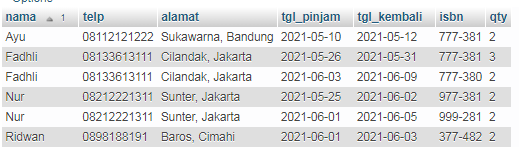 Options
nama 1 telp alamat tgl_pinjam tgl_kembali isbn qty
Ayu 08112121222 Sukawarna, Bandung 2021-05-10 2021-05-12 777-381 2
Fadhli 08133613111 Cilandak, Jakarta 2021-05-26 2021-05-31 777-381 3
Fadhli 08133613111 Cilandak, Jakarta 2021-06-03 2021-06-09 777-380 2
Nur 08212221311 Sunter, Jakarta 2021-05-25 2021-06-02 977-381 2
Nur 08212221311 Sunter, Jakarta 2021-06-01 2021-06-05 999-281 2
Ridwan 0898188191 Baros, Cimahi 2021-06-01 2021-06-03 377-482 2